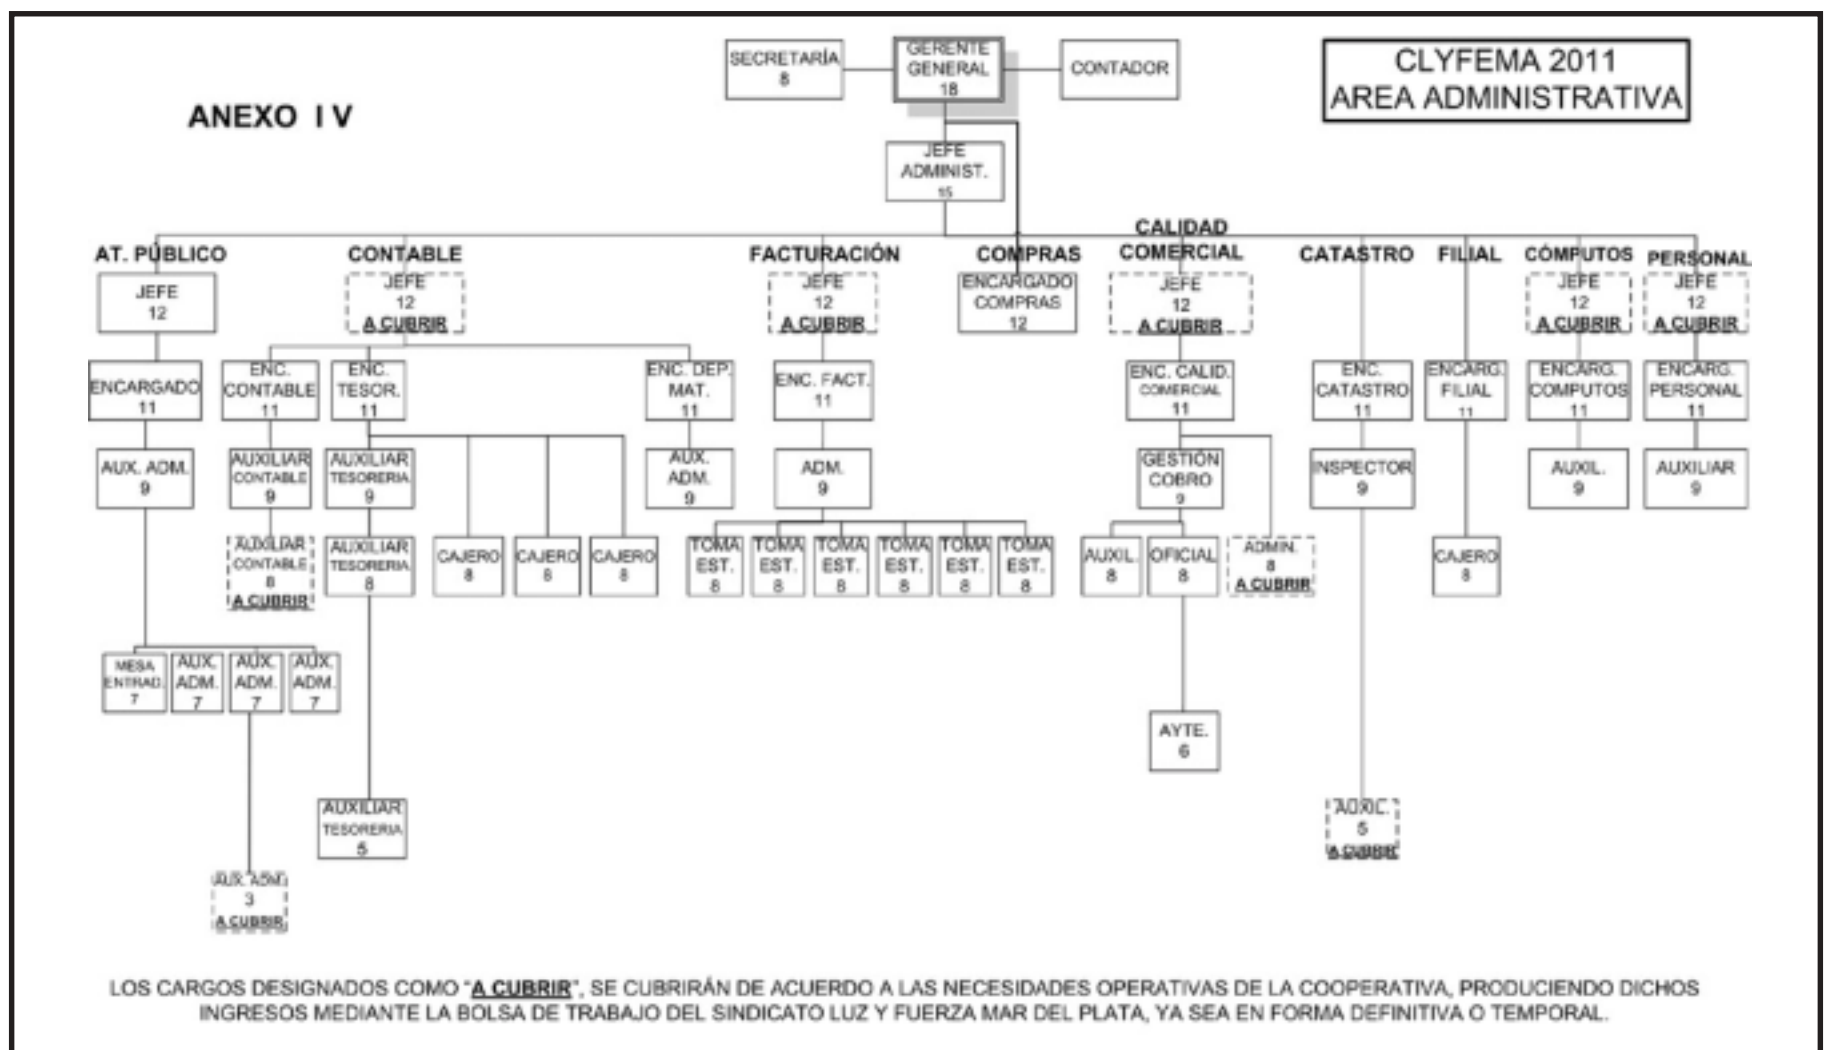 SECRETARÍA
8
GERENTE
GENERAL
18
CONTADOR
CLYFEMA 2011
AREA ADMINISTRATIVA
ANEXO I V
JEFE
ADMINIST.
15
AT. PÚBLICO
CONTABLE
FACTURACIÓN
COMPRAS
CALIDAD
COMERCIAL
CATASTRO
FILIAL
CÓMPUTOS
PERSONAL
JEFE
12
JEFE
12
A CUBRIR
JEFE
12
A CUBRIR
ENCARGADO
COMPRAS
12
JEFE
12
A CUBRIR
JEFE
12
A CUBRIR
JEFE
12
A CUBRIR
ENCARGADO
11
ENC.
CONTABLE
11
ENC.
TESOR.
11
ENC. DEP.
MAT.
11
ENC. FACT.
11
ENC. CALID.
COMERCIAL
11
ENC.
CATASTRO
11
ENCARG.
FILIAL
11
ENCARG.
COMPUTOS
11
ENCARG.
PERSONAL
11
AUX. ADM.
9
AUXILIAR
CONTABLE
9
AUXILIAR
TESORERIA
9
AUX.
ADM.
9
ADM.
9
GESTIÓN
COBRO
9
INSPECTOR
9
AUXIL.
9
AUXILIAR
9
AUXILIAR
CONTABLE
8
A CUBRIR
AUXILIAR
TESORERIA
8
CAJERO
8
CAJERO
8
CAJERO
8
TOMA
EST.
8
TOMA
EST.
8
TOMA
EST.
8
TOMA
EST.
8
TOMA
EST.
8
TOMA
EST.
8
AUXIL.
8
OFICIAL
8
ADMIN.
8
A CUBRIR
CAJERO
8
MESA
ENTRAD.
7
AUX.
ADM.
7
AUX.
ADM.
7
AUX.
ADM.
7
AYTE.
6
AUXILIAR
TESORERIA
5
AUXIL.
5
A CUBRIR
AUX. ADM.
3
A CUBRIR
LOS CARGOS DESIGNADOS COMO “A CUBRIR”, SE CUBRIRÁN DE ACUERDO A LAS NECESIDADES OPERATIVAS DE LA COOPERATIVA, PRODUCIENDO DICHOS
INGRESOS MEDIANTE LA BOLSA DE TRABAJO DEL SINDICATO LUZ Y FUERZA MAR DEL PLATA, YA SEA EN FORMA DEFINITIVA O TEMPORAL.